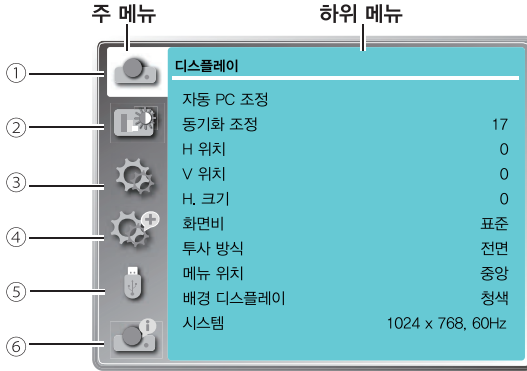 주 메뉴 하위 메뉴
① 디스플레이
자동 PC 조정
② 동기화 조정 17
H 위치 0
③ V 위치 0
H. 크기 0
④ 화면비 표준
투사 방식 전면
메뉴 위치 중앙
⑤ 배경 디스플레이 청색
시스템 1024 x 768, 60Hz
⑥